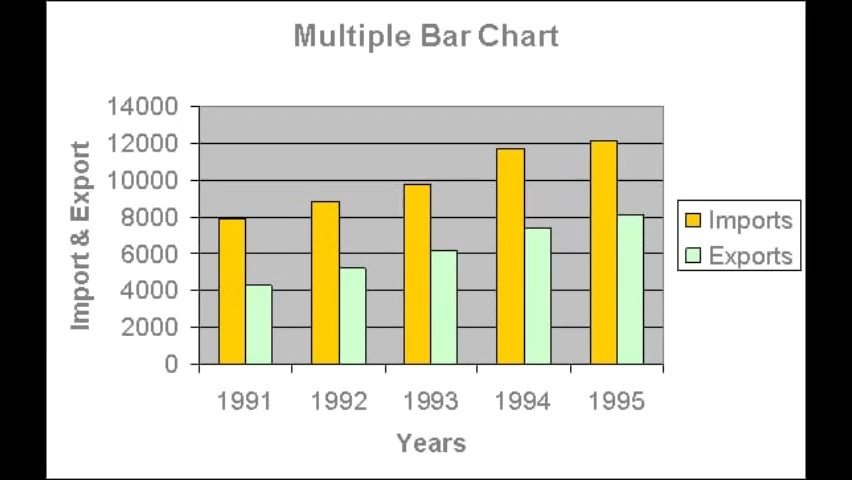 Multiple Bar Chart
14000
12000
10000
8000
6000
4000
2000
0
Import & Export
1991 1992 1993 1994 1995
Years
Imports
Exports